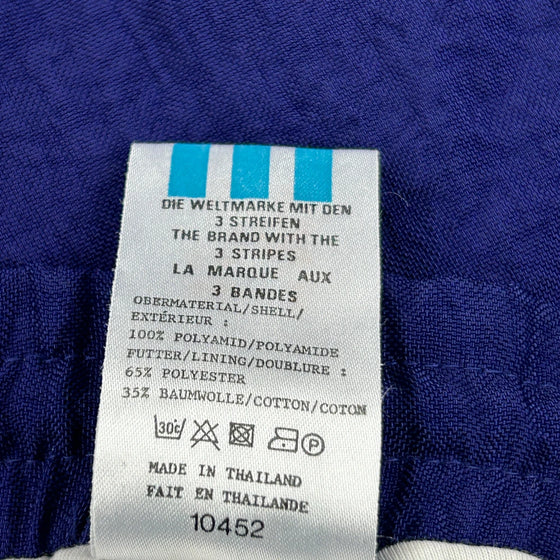 DIE WELTMARKE MIT DEN
3 STREIFEN
THE BRAND WITH THE
3 STRIPES
LA MARQUE AUX
3 BANDES
OBERMATERIAL/SHELL/
EXTÉRIEUR :
100% POLYAMID/POLYAMIDE
FUTTER/LINING/DOUBLURE :
65% POLYESTER
35% BAUMWOLLE/COTTON/COTON
30°c P
MADE IN THAILAND
FAIT EN THAILANDE
10452